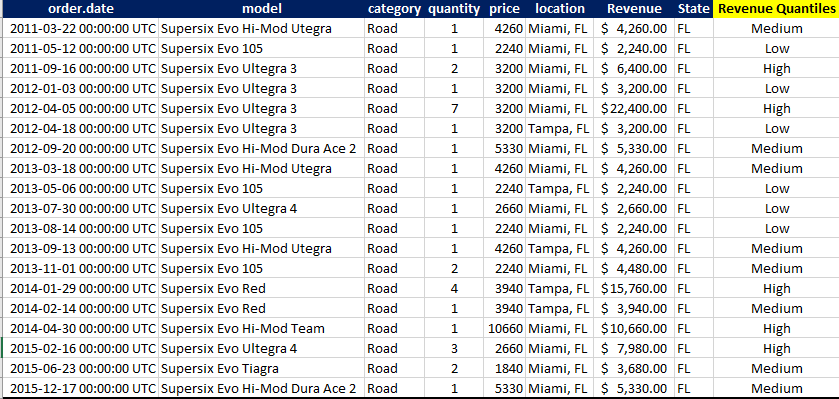 order.date model category quantity price location Revenue State Revenue Quantiles
2011-03-22 00:00:00 UTC Supersix Evo Hi-Mod Utegra Road 1 4260 Miami, FL $ 4,260.00 FL Medium
2011-05-12 00:00:00 UTC Supersix Evo 105 Road 1 2240 Miami, FL $ 2,240.00 FL Low
2011-09-16 00:00:00 UTC Supersix Evo Ultegra 3 Road 2 3200 Miami, FL $ 6,400.00 FL High
2012-01-03 00:00:00 UTC Supersix Evo Ultegra 3 Road 1 3200 Miami, FL $ 3,200.00 FL Low
2012-04-05 00:00:00 UTC Supersix Evo Ultegra 3 Road 7 3200 Miami, FL $22,400.00 FL High
2012-04-18 00:00:00 UTC Supersix Evo Ultegra 3 Road 1 3200 Tampa, FL $ 3,200.00 FL Low
2012-09-20 00:00:00 UTC Supersix Evo Hi-Mod Dura Ace 2 Road 1 5330 Miami, FL $ 5,330.00 FL Medium
2013-03-18 00:00:00 UTC Supersix Evo Hi-Mod Utegra Road 1 4260 Miami, FL $ 4,260.00 FL Medium
2013-05-06 00:00:00 UTC Supersix Evo 105 Road 1 2240 Tampa, FL $ 2,240.00 FL Low
2013-07-30 00:00:00 UTC Supersix Evo Ultegra 4 Road 1 2660 Miami, FL $ 2,660.00 FL Low
2013-08-14 00:00:00 UTC Supersix Evo 105 Road 1 2240 Miami, FL $ 2,240.00 FL Low
2013-09-13 00:00:00 UTC Supersix Evo Hi-Mod Utegra Road 1 4260 Tampa, FL $ 4,260.00 FL Medium
2013-11-01 00:00:00 UTC Supersix Evo 105 Road 2 2240 Miami, FL $ 4,480.00 FL Medium
2014-01-29 00:00:00 UTC Supersix Evo Red Road 4 3940 Tampa, FL $15,760.00 FL High
2014-02-14 00:00:00 UTC Supersix Evo Red Road 1 3940 Tampa, FL $ 3,940.00 FL Medium
2014-04-30 00:00:00 UTC Supersix Evo Hi-Mod Team Road 1 10660 Miami, FL $10,660.00 FL High
2015-02-16 00:00:00 UTC Supersix Evo Ultegra 4 Road 3 2660 Miami, FL $ 7,980.00 FL High
2015-06-23 00:00:00 UTC Supersix Evo Tiagra Road 2 1840 Miami, FL $ 3,680.00 FL Medium
2015-12-17 00:00:00 UTC Supersix Evo Hi-Mod Dura Ace 2 Road 1 5330 Miami, FL $ 5,330.00 FL Medium